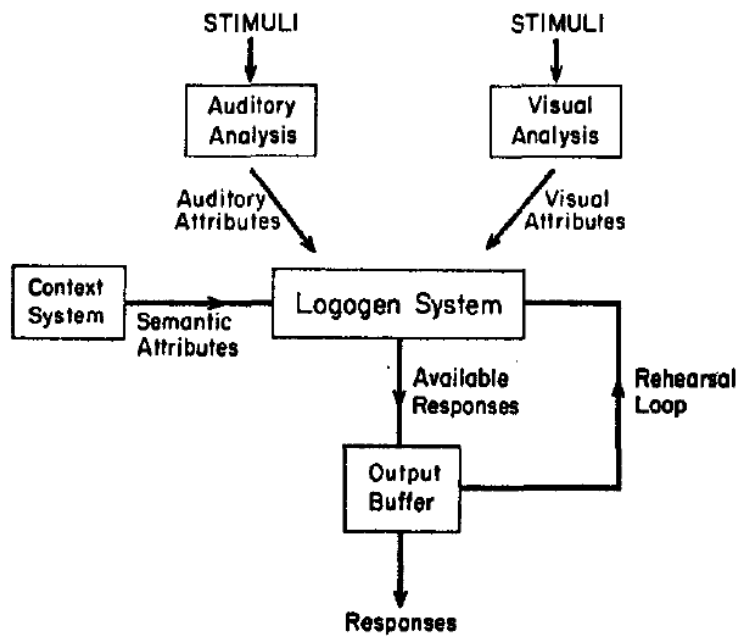 STIMULI
STIMULI
Auditory
Analysis
Visual
Analysis
Auditory
Attributes
Visual
Attributes
Context
System
Logogen System
Semantic
Attributes
Available
Responses
Rehearsal
Loop
Output
Buffer
Responses